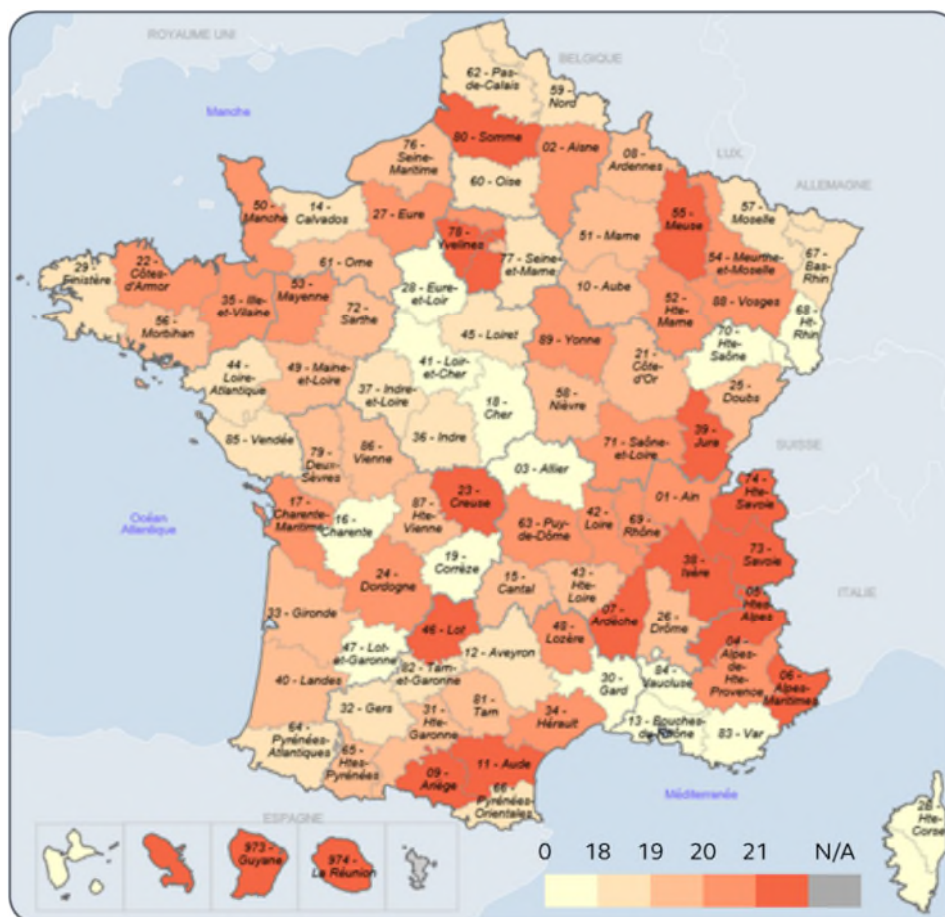 ROYAUME UNI
BELGIQUE
62 - Pas-
de-Calais
59 -
Nord
Manche
80 - Somme
LUX.
76 -
Seine-
Maritime
02 - Aisne
08 -
Ardennes
ALLEMAGNE
60 - Oise
50 -
Manche
14 -
Calvados
27 - Eure
55 -
Meuse
57 -
Moselle
78 -
Yvelines
51 - Marne
67 -
Bas-
Rhin
61 - Orne
77 - Seine-
et-Marne
54 - Meurthe-
et-Moselle
29 -
Finistère
22 -
Côtes-
d'Armor
53 -
Mayenne
28 - Eure-
et-Loir
10 - Aube
88 - Vosges
35 - Ille-
et-Vilaine
52 -
Hte-
Marne
68 -
Ht-
Rhin
56 -
Morbihan
72 -
Sarthe
45 - Loiret
89 - Yonne
70 -
Hte-
Saône
41 - Loir-
et-Cher
21 -
Côte-
d'Or
44 -
Loire-
Atlantique
49 - Maine-
et-Loire
37 - Indre-
et-Loire
18 -
Cher
58 -
Nièvre
25 -
Doubs
85 - Vendée
79 -
Deux-
Sèvres
86 -
Vienne
36 - Indre
71 - Saône-
et-Loire
39 -
Jura
SUISSE
03 - Allier
Océan
Atlantique
17 -
Charente-
Maritime
16 -
Charente
87 -
Hte-
Vienne
23 -
Creuse
63 - Puy-
de-Dôme
42 -
Loire
69 -
Rhône
01 - Ain
74 -
Hte-
Savoie
73 -
Savoie
19 -
Corrèze
38 -
Isère
24 -
Dordogne
15 -
Cantal
43 -
Hte-
Loire
ITALIE
33 - Gironde
46 - Lot
48 -
Lozère
07 -
Ardèche
26 -
Drôme
05 -
Htes-
Alpes
47 - Lot-
et-Garonne
12 - Aveyron
04 -
Alpes-
de-
Hte-
Provence
06 -
Alpes-
Maritimes
40 - Landes
82 - Tarn-
et-Garonne
30 -
Gard
84 -
Vaucluse
32 - Gers
31 -
Hte-
Garonne
81 -
Tarn
34 -
Hérault
13 - Bouches-
du-Rhône
83 - Var
64 -
Pyrénées-
Atlantiques
65 -
Htes-
Pyrénées
09 -
Ariège
11 - Aude
66 -
Pyrénées-
Orientales
Méditerranée
2B -
Hte-
Corse
ESPAGNE
973 -
Guyane
974 -
La Réunion
0 18 19 20 21 N/A